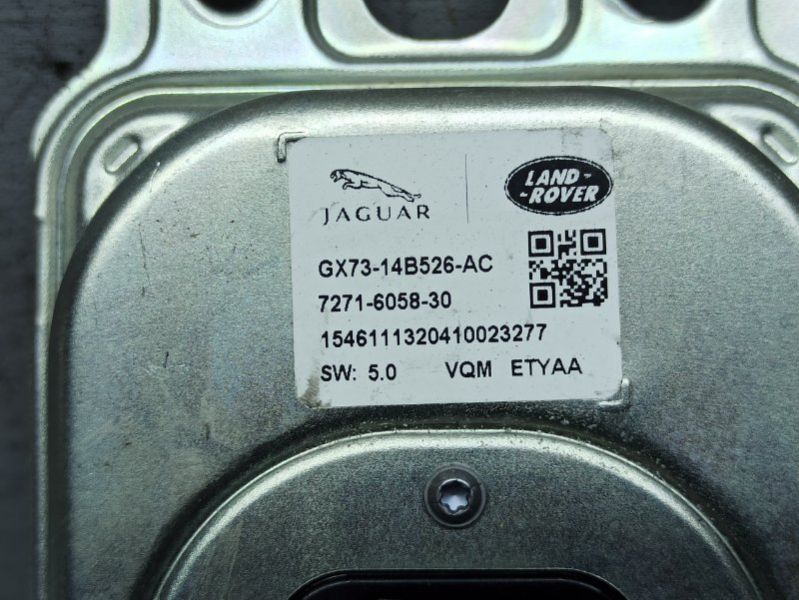 JAGUAR
LAND-
-ROVER
GX73-14B526-AC
7271-6058-30
1546111320410023277
SW: 5.0 VQM ETYAA